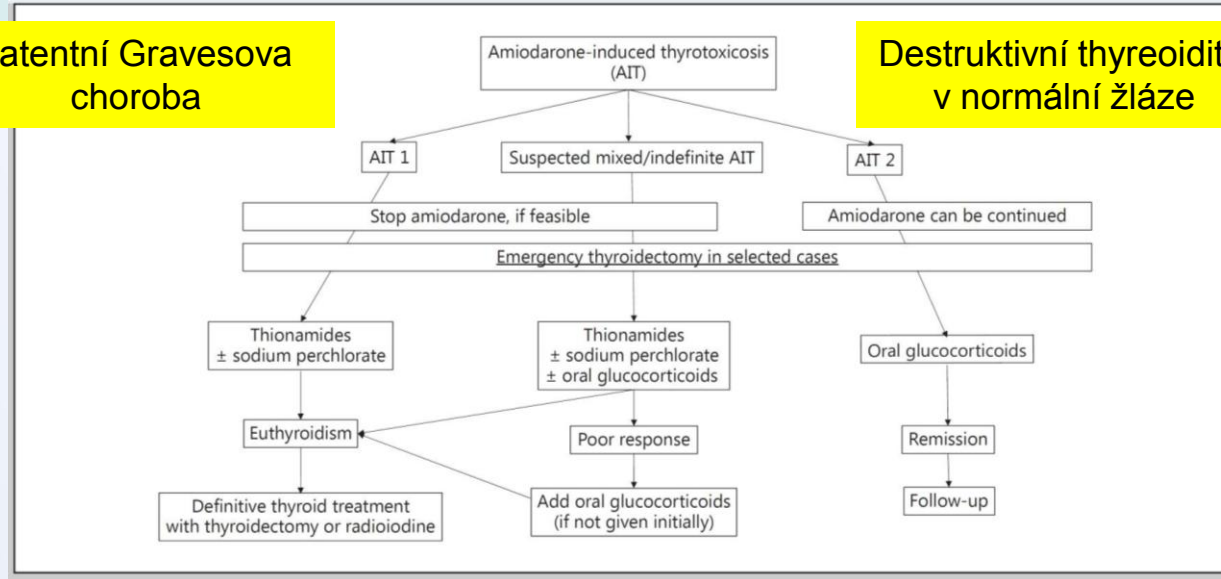 atentní Gravesova
choroba
Amiodarone-induced thyrotoxicosis
(AIT)
Destruktivní thyreoidit
v normální žláze
AIT 1
Suspected mixed/indefinite AIT
AIT 2
Stop amiodarone, if feasible
Amiodarone can be continued
Emergency thyroidectomy in selected cases
Thionamides
± sodium perchlorate
Thionamides
± sodium perchlorate
± oral glucocorticoids
Oral glucocorticoids
Euthyroidism
Poor response
Remission
Definitive thyroid treatment
with thyroidectomy or radioiodine
Add oral glucocorticoids
(if not given initially)
Follow-up